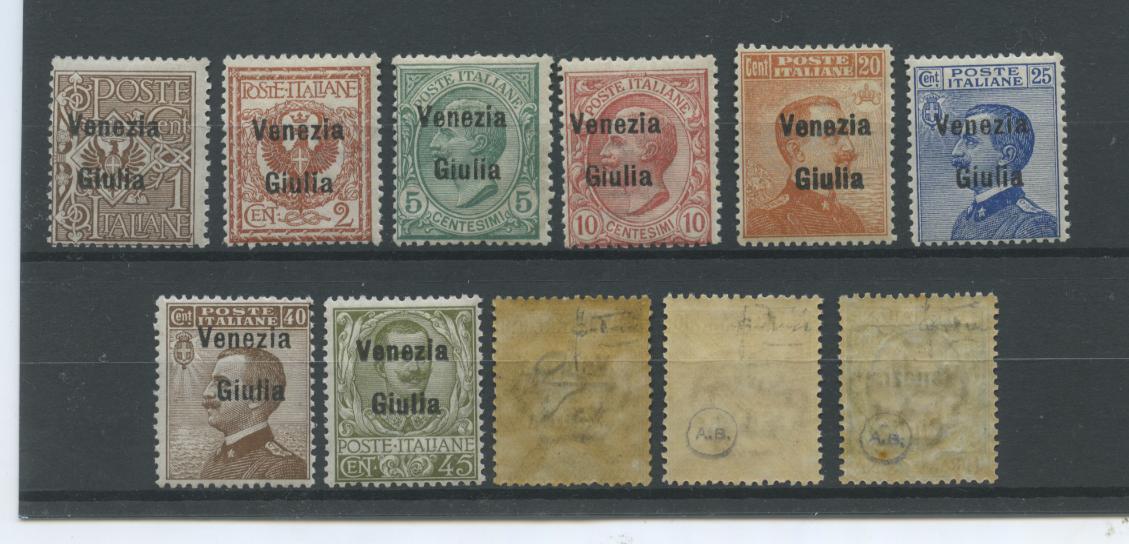 POSTE
Venezia
Cent
Giulia
1
ITALIANE
POSTE·ITALIANE
Venezia
Giulia
CEN· 2
POSTE ITALIANE
Venezia
Giulia
5 5
CENTESIMI
POSTE ITALIANE
Venezia
Giulia
10 10
CENTESIMI
Cent POSTE 20
ITALIANE
Venezia
Giulia
Cent. POSTE 25
ITALIANE
Venezia
Giulia
Cent POSTE 40
ITALIANE
Venezia
Giulia
Venezia
Giulia
POSTE·ITALIANE
CEN· 45
A.B.
A.B.